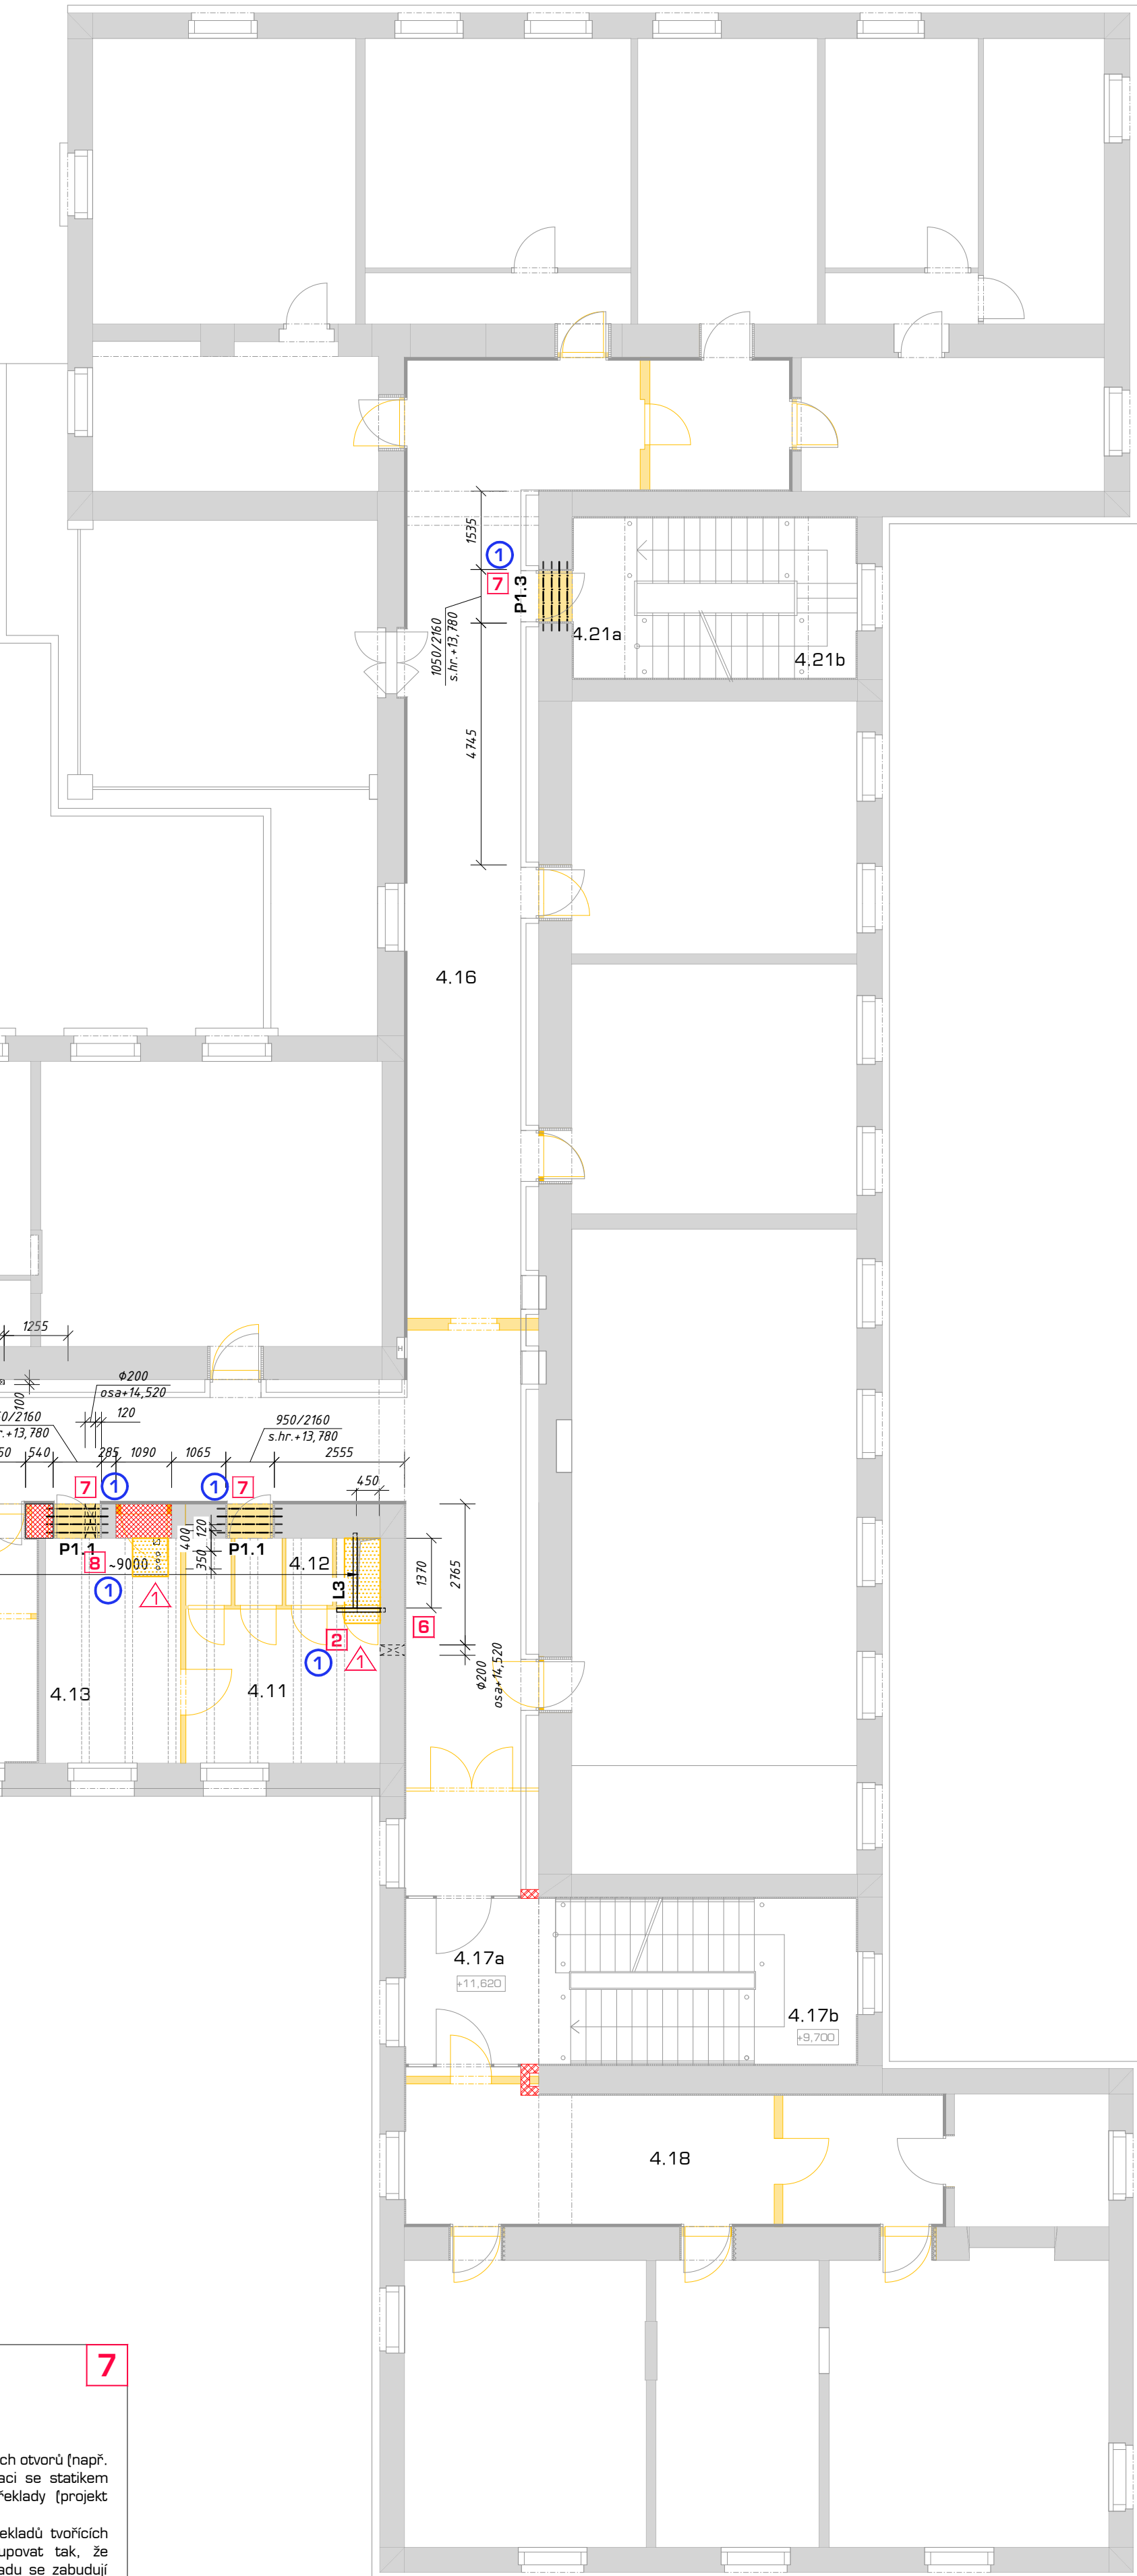 1535
1
7
P1.3
1050/2160
s.hr.+13,780
4.21a
4.21b
4745
4.16
1255
H
100
Φ200
osa+14,520
0/2160
r.+13,780
120
950/2160
s.hr.+13,780
60
540
285
1090
1065
2555
450
7
1
1
7
P1.1
8
~9000
400
120
350
P1.1
4.12
L3
1370
2765
1
1
2
1
1
6
Φ200
osa+14,520
4.13
4.11
4.17a
+11,620
4.17b
+9,700
4.18
7
ch otvorů (např.
aci se statikem
řeklady (projekt
ekladů tvořících
upovat tak, že
adu se zabudují